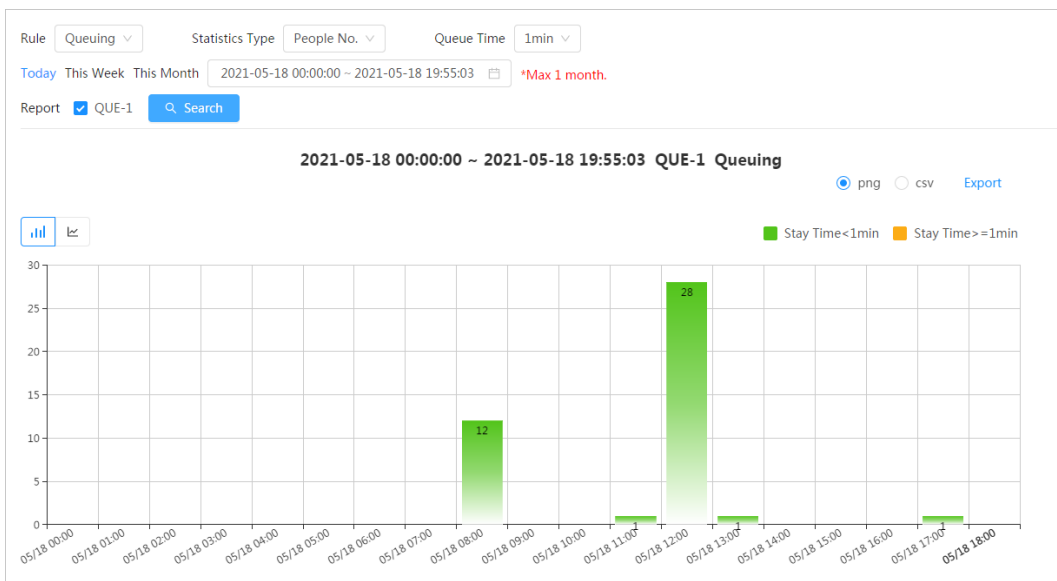 Rule Queuing Statistics Type People No. Queue Time 1min
Today This Week This Month 2021-05-18 00:00:00 ~ 2021-05-18 19:55:03 *Max 1 month.
Report QUE-1 Search
2021-05-18 00:00:00 ~ 2021-05-18 19:55:03 QUE-1 Queuing
png csv Export
Stay Time<1min Stay Time>=1min
30
28
25
20
15
12
10
5
0
1 1 1
05/18 00:00 05/18 01:00 05/18 02:00 05/18 03:00 05/18 04:00 05/18 05:00 05/18 06:00 05/18 07:00 05/18 08:00 05/18 09:00 05/18 10:00 05/18 11:00 05/18 12:00 05/18 13:00 05/18 14:00 05/18 15:00 05/18 16:00 05/18 17:00 05/18 18:00